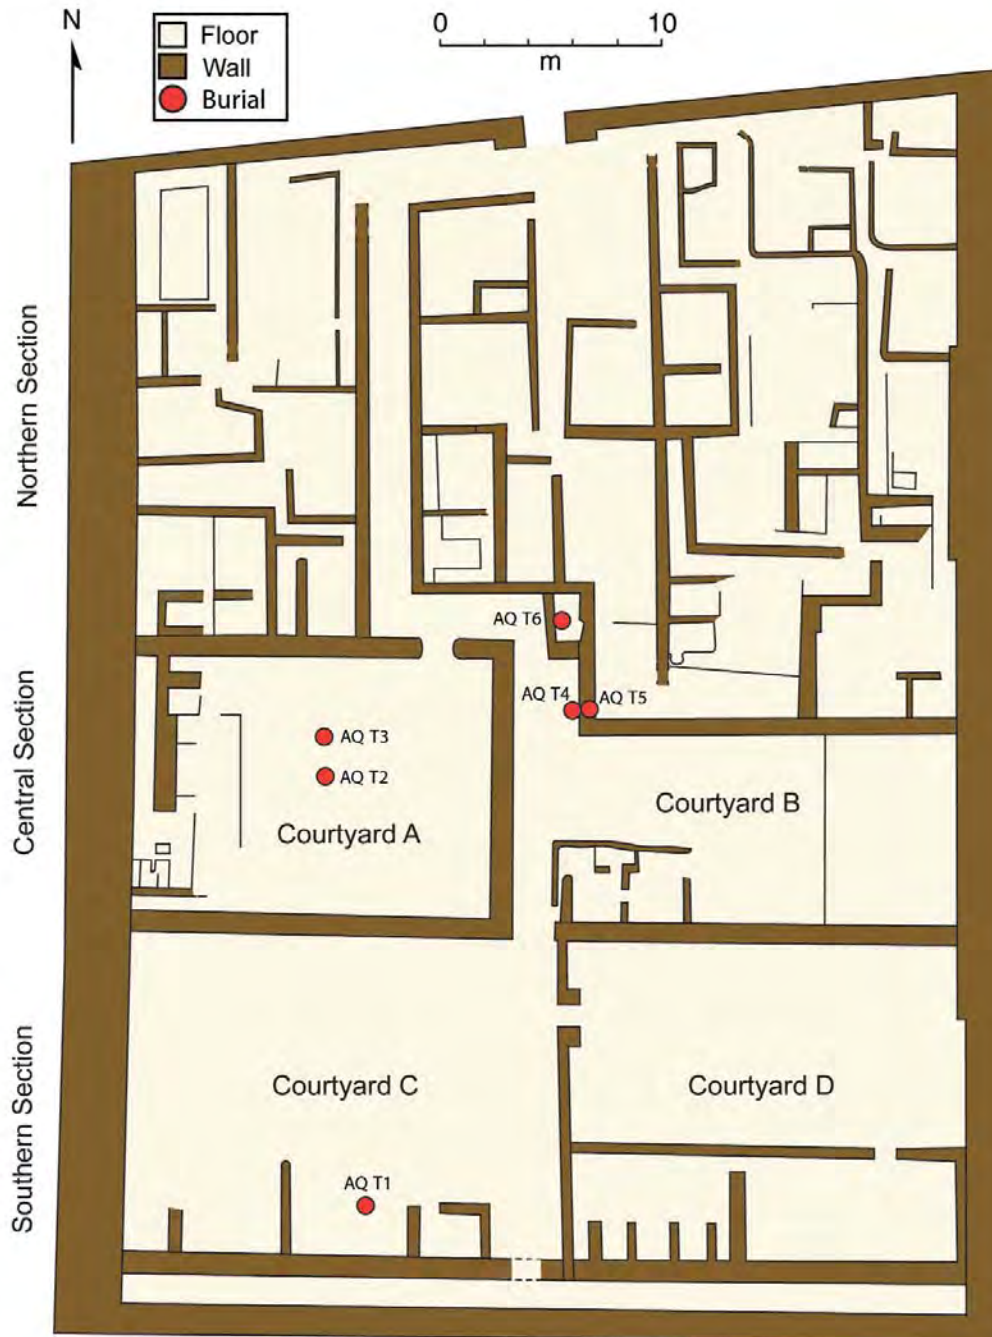 N
0 10
m
Floor
Wall
Burial
Northern Section
Central Section
Southern Section
AQ T6
AQ T4
AQ T5
AQ T3
AQ T2
Courtyard A
Courtyard B
Courtyard C
Courtyard D
AQ T1